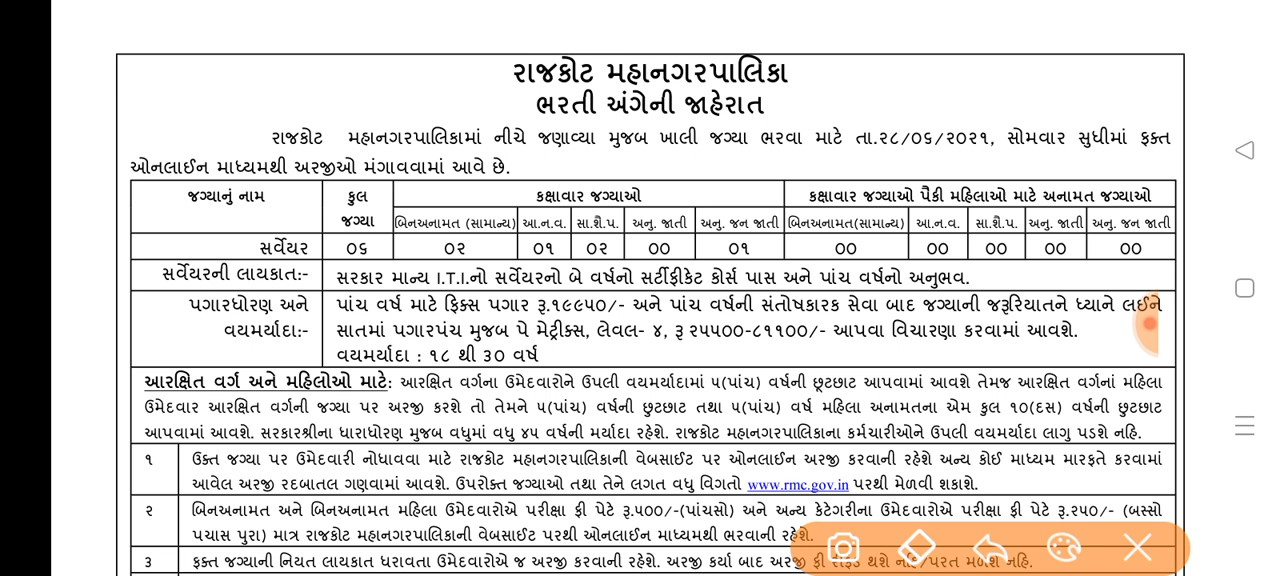 રાજકોટ મહાનગરપાલિકા
ભરતી અંગેની જાહેરાત
રાજકોટ મહાનગરપાલિકામાં નીચે જણાવ્યા મુજબ ખાલી જગ્યા ભરવા માટે તા.૨૮/૦૬/૨૦૨૧, સોમવાર સુધીમાં ફક્ત
ઓનલાઈન માધ્યમથી અરજીઓ મંગાવવામાં આવે છે.
જગ્યાનું નામ કુલ જગ્યા કક્ષાવાર જગ્યાઓ કક્ષાવાર જગ્યાઓ પૈકી મહિલાઓ માટે અનામત જગ્યાઓ
બિનઅનામત (સામાન્ય) આ.ન.વ. સા.શૈ.પ. અનુ. જાતી અનુ. જન જાતી બિનઅનામત(સામાન્ય) આ.ન.વ. સા.શૈ.પ. અનુ. જાતી અનુ. જન જાતી
સર્વેયર ૦૬ ૦૨ ૦૧ ૦૨ ૦૦ ૦૧ ૦૦ ૦૦ ૦૦ ૦૦ ૦૦
સર્વેયરની લાયકાત:- સરકાર માન્ય I.T.I.નો સર્વેયરનો બે વર્ષનો સર્ટીફીકેટ કોર્સ પાસ અને પાંચ વર્ષનો અનુભવ.
પગારધોરણ અને પાંચ વર્ષ માટે ફિક્સ પગાર રૂ.૧૯૯૫૦/- અને પાંચ વર્ષની સંતોષકારક સેવા બાદ જગ્યાની જરૂરિયાતને ધ્યાને લઈને
વયમર્યાદા:- સાતમાં પગારપંચ મુજબ પે મેટ્રીક્સ, લેવલ- ૪, રૂ ૨૫૫૦૦-૮૧૧૦૦/- આપવા વિચારણા કરવામાં આવશે.
વયમર્યાદા : ૧૮ થી ૩૦ વર્ષ
આરક્ષિત વર્ગ અને મહિલોઓ માટે: આરક્ષિત વર્ગના ઉમેદવારોને ઉપલી વયમર્યાદામાં ૫(પાંચ) વર્ષની છૂટછાટ આપવામાં આવશે તેમજ આરક્ષિત વર્ગનાં મહિલા
ઉમેદવાર આરક્ષિત વર્ગની જગ્યા પર અરજી કરશે તો તેમને ૫(પાંચ) વર્ષની છુટછાટ તથા ૫(પાંચ) વર્ષ મહિલા અનામતના એમ કુલ ૧૦(દસ) વર્ષની છુટછાટ
આપવામાં આવશે. સરકારશ્રીના ધારાધોરણ મુજબ વધુમાં વધુ ૪૫ વર્ષની મર્યાદા રહેશે. રાજકોટ મહાનગરપાલિકાના કર્મચારીઓને ઉપલી વયમર્યાદા લાગુ પડશે નહિ.
૧ ઉક્ત જગ્યા પર ઉમેદવારી નોધાવવા માટે રાજકોટ મહાનગરપાલિકાની વેબસાઈટ પર ઓનલાઈન અરજી કરવાની રહેશે અન્ય કોઈ માધ્યમ મારફતે કરવામાં
આવેલ અરજી રદબાતલ ગણવામાં આવશે. ઉપરોક્ત જગ્યાઓ તથા તેને લગત વધુ વિગતો www.rmc.gov.in પરથી મેળવી શકાશે.
૨ બિનઅનામત અને બિનઅનામત મહિલા ઉમેદવારોએ પરીક્ષા ફી પેટે રૂ.૫૦૦/-(પાંચસો) અને અન્ય કેટેગરીના ઉમેદવારોએ પરીક્ષા ફી પેટે રૂ.૨૫૦/- (બસ્સો
પચાસ પુરા) માત્ર રાજકોટ મહાનગરપાલિકાની વેબસાઈટ પરથી ઓનલાઈન માધ્યમથી ભરવાની રહેશે.
૩ ફક્ત જગ્યાની નિયત લાયકાત ધરાવતા ઉમેદવારોએ જ અરજી કરવાની રહેશે. અરજી કર્યા બાદ અરજી ફી થશે નહિ/પરત મળશે નહિ.